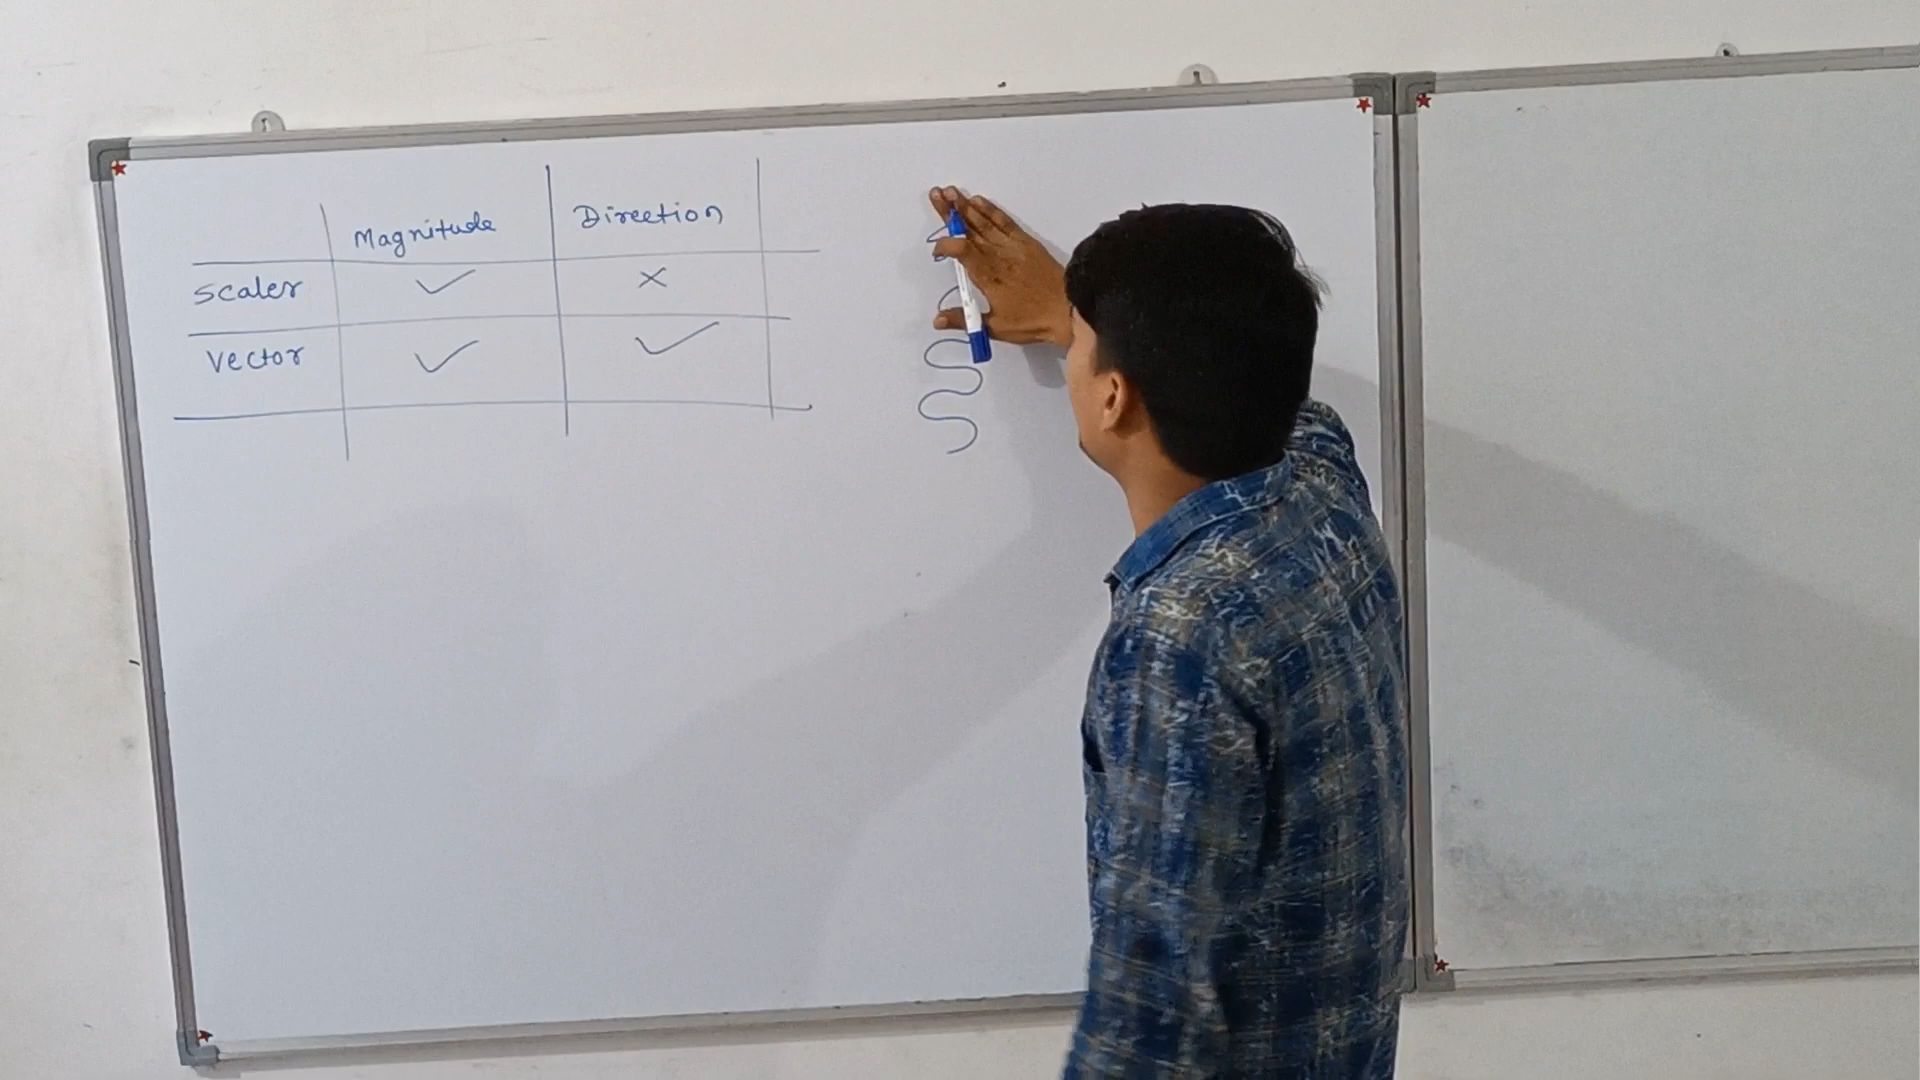 Magnitude Direction
Scaler ✓ ✗
Vector ✓ ✓